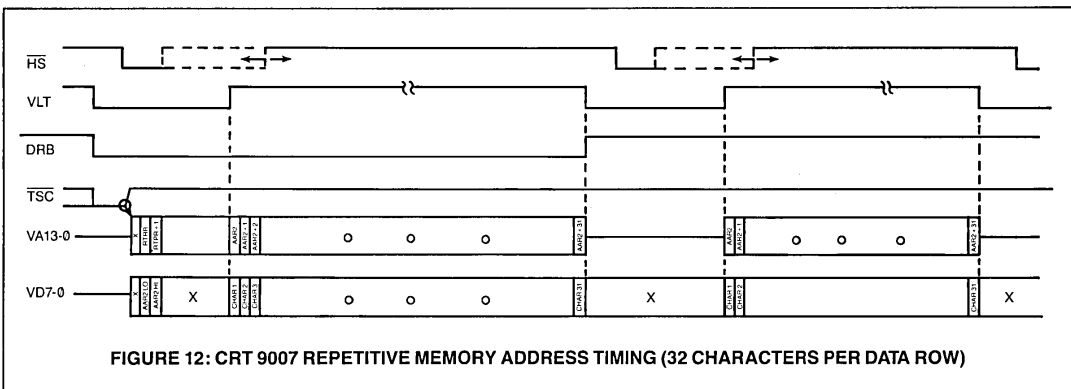 HS
VLT
DRB
TSC
VA13-0
X
RTRR
RTPR + 1
AAR2
AAR2 + 1
AAR2 + 2
AAR2 + 31
AAR2
AAR2 + 1
AAR2 + 31
VD7-0
X
AAR2 LO
AAR2 HI
X
CHAR 1
CHAR 2
CHAR 3
CHAR 31
X
CHAR 1
CHAR 2
CHAR 31
X
FIGURE 12: CRT 9007 REPETITIVE MEMORY ADDRESS TIMING (32 CHARACTERS PER DATA ROW)